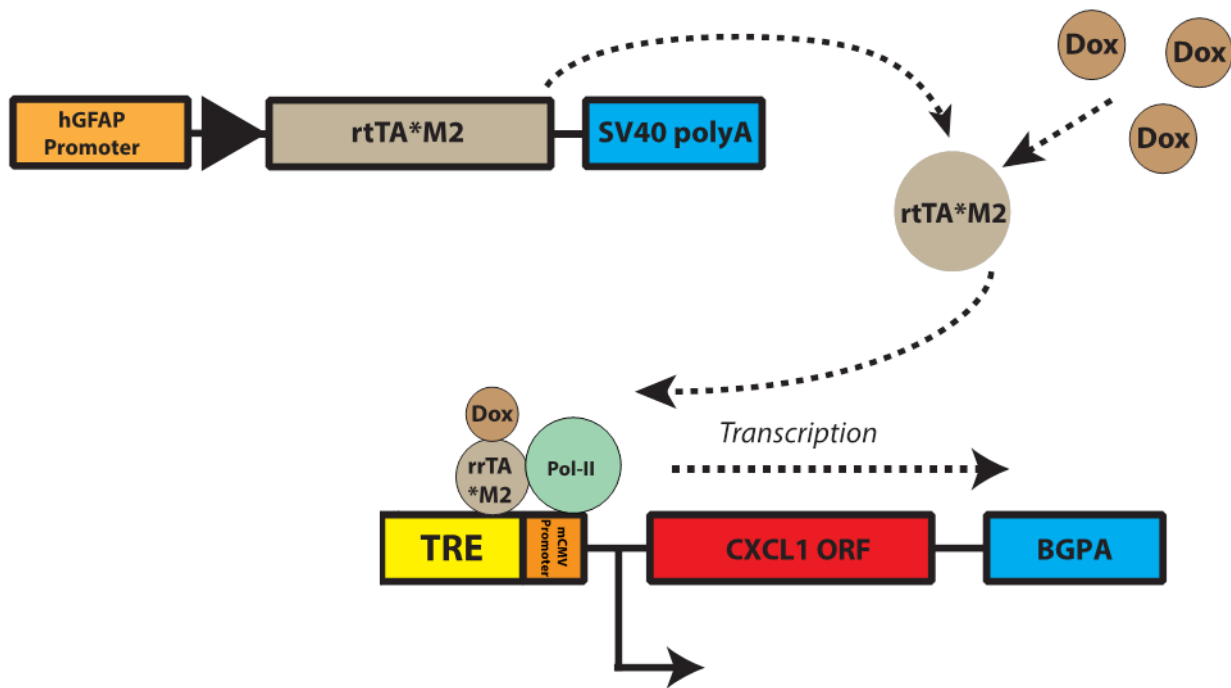 hGFAP
Promoter
rtTA*M2
SV40 polyA
Dox
Dox
Dox
rtTA*M2
Dox
rrTA
*M2
Pol-II
Transcription
TRE
mCMV
Promoter
CXCL1 ORF
BGPA